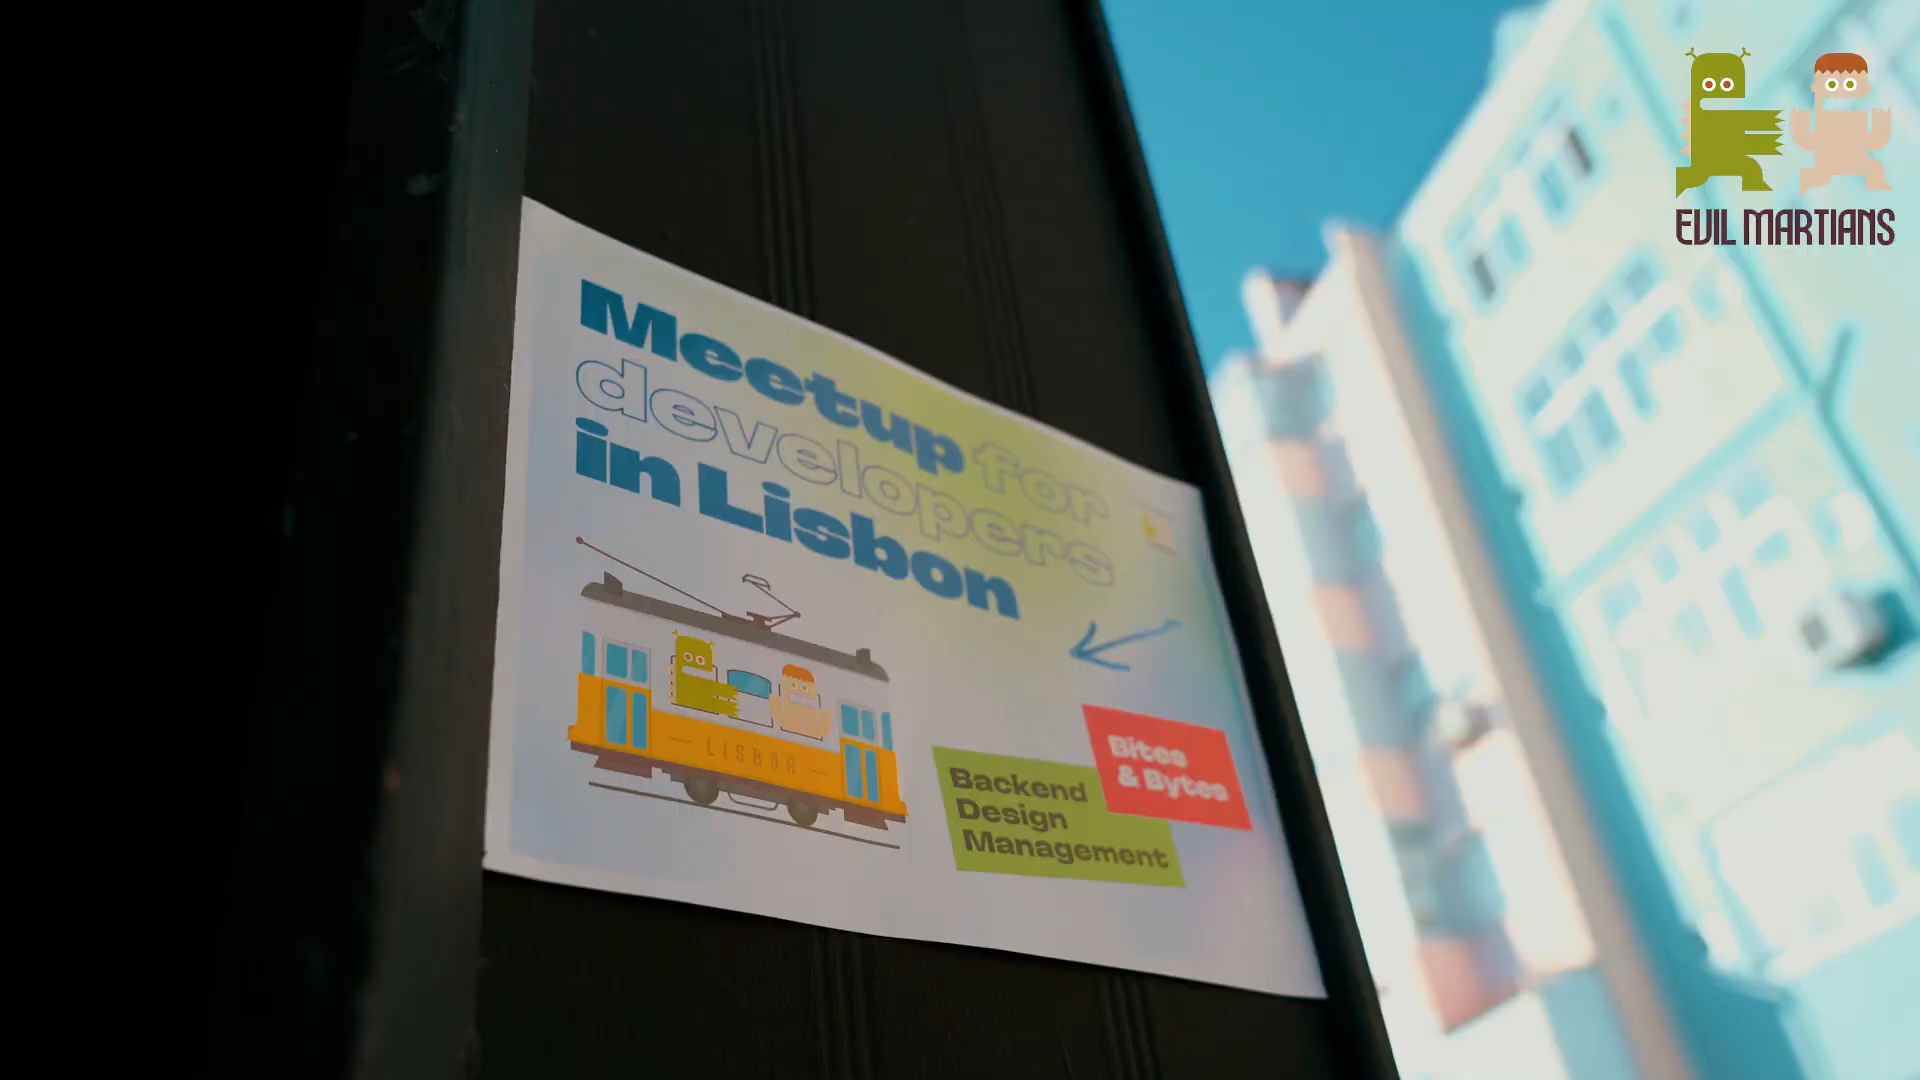 EVIL MARTIANS
Meetup for
developers
in Lisbon
LISBOA
Backend
Design
Management
Bites
& Bytes